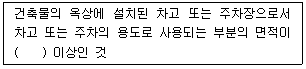 건축물의 옥상에 설치된 차고 또는 주차장으로서
차고 또는 주차의 용도로 사용되는 부분의 면적이
(    ) 이상인 것